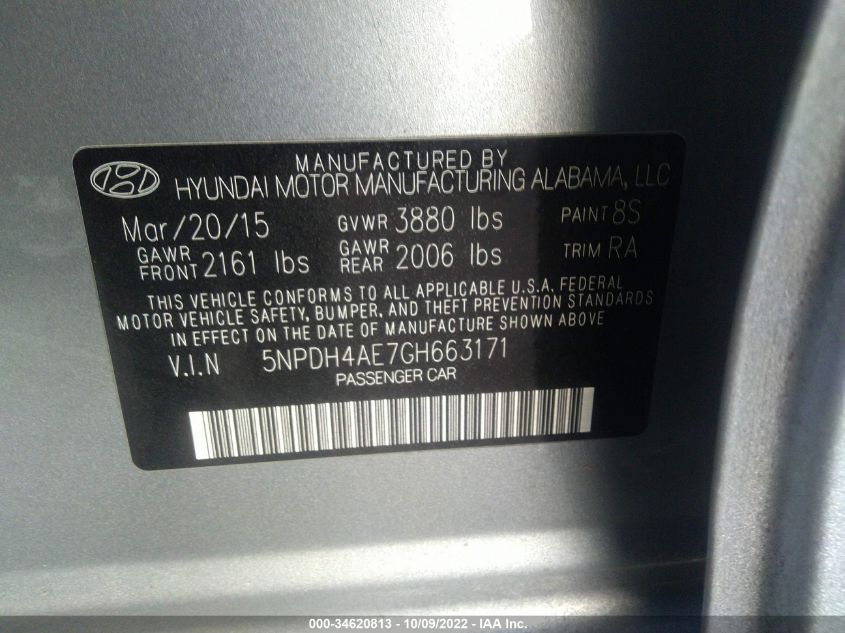 MANUFACTURED BY
HYUNDAI MOTOR MANUFACTURING ALABAMA, LLC
Mar/20/15 GVWR 3880 lbs PAINT 8S
GAWR FRONT 2161 lbs GAWR REAR 2006 lbs TRIM RA
THIS VEHICLE CONFORMS TO ALL APPLICABLE U.S.A. FEDERAL
MOTOR VEHICLE SAFETY, BUMPER, AND THEFT PREVENTION STANDARDS
IN EFFECT ON THE DATE OF MANUFACTURE SHOWN ABOVE
V.I.N 5NPDH4AE7GH663171
PASSENGER CAR
000-34620813 - 10/09/2022 - IAA Inc.